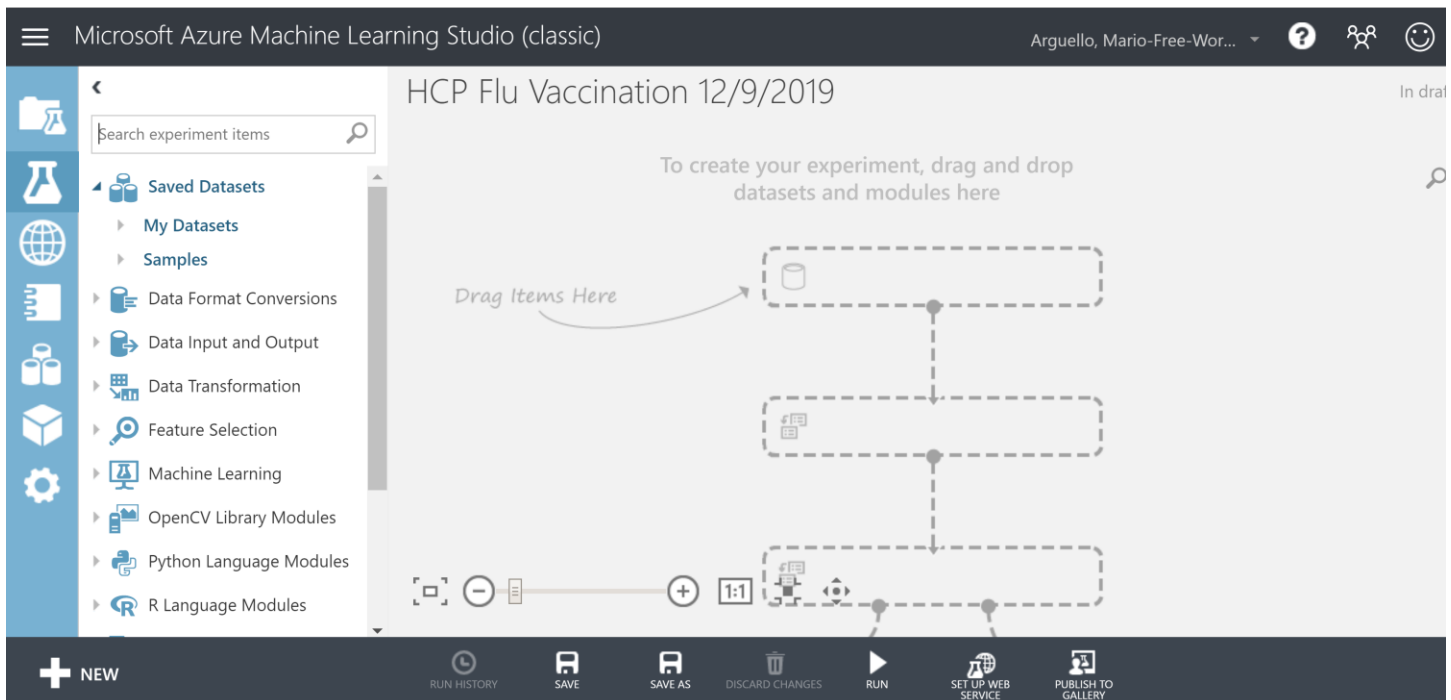 Microsoft Azure Machine Learning Studio (classic)
Arguello, Mario-Free-Wor...
HCP Flu Vaccination 12/9/2019
In draf
Search experiment items
To create your experiment, drag and drop
datasets and modules here
Saved Datasets
My Datasets
Samples
Drag Items Here
Data Format Conversions
Data Input and Output
Data Transformation
Feature Selection
Machine Learning
OpenCV Library Modules
Python Language Modules
R Language Modules
1:1
NEW
RUN HISTORY
SAVE
SAVE AS
DISCARD CHANGES
RUN
SET UP WEB
SERVICE
PUBLISH TO
GALLERY